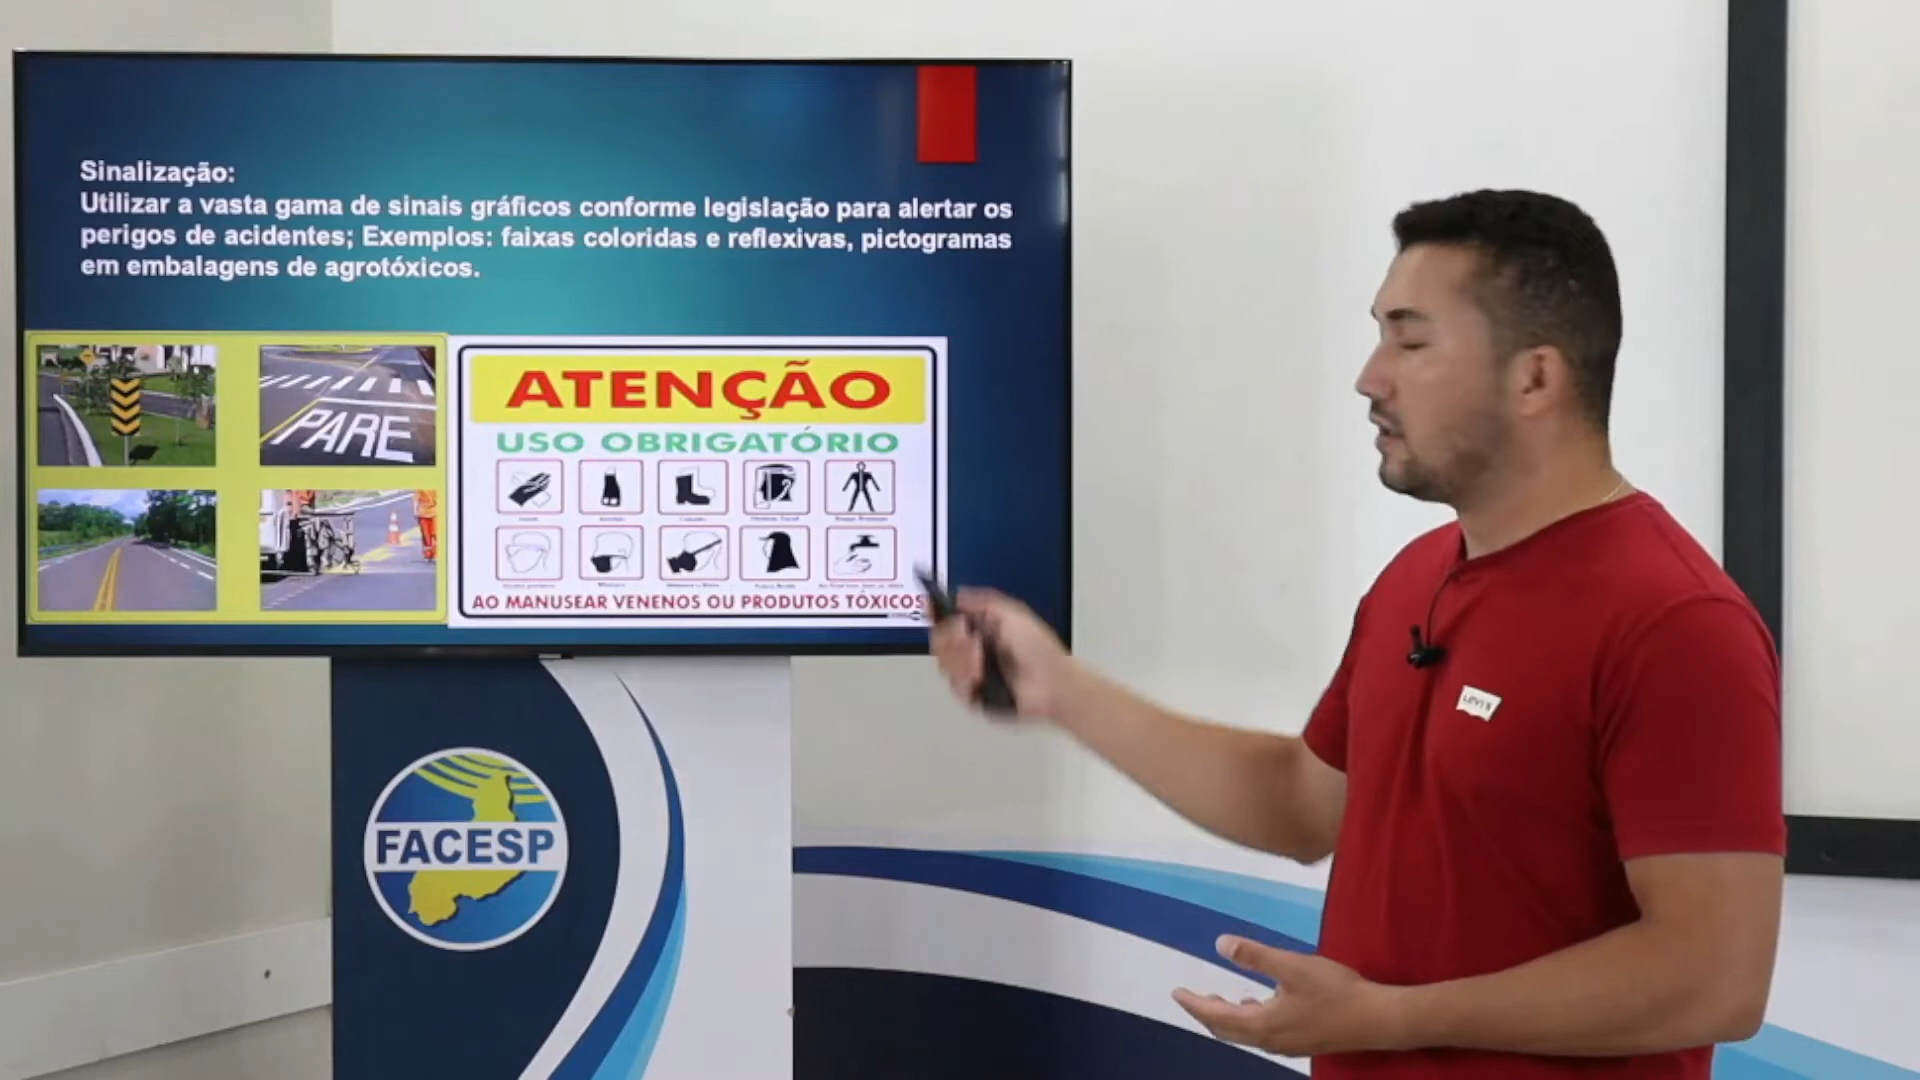 Sinalização:
Utilizar a vasta gama de sinais gráficos conforme legislação para alertar os
perigos de acidentes; Exemplos: faixas coloridas e reflexivas, pictogramas
em embalagens de agrotóxicos.
PARE
ATENÇÃO
USO OBRIGATÓRIO
AO MANUSEAR VENENOS OU PRODUTOS TÓXICOS
FACESP
LEVI'S